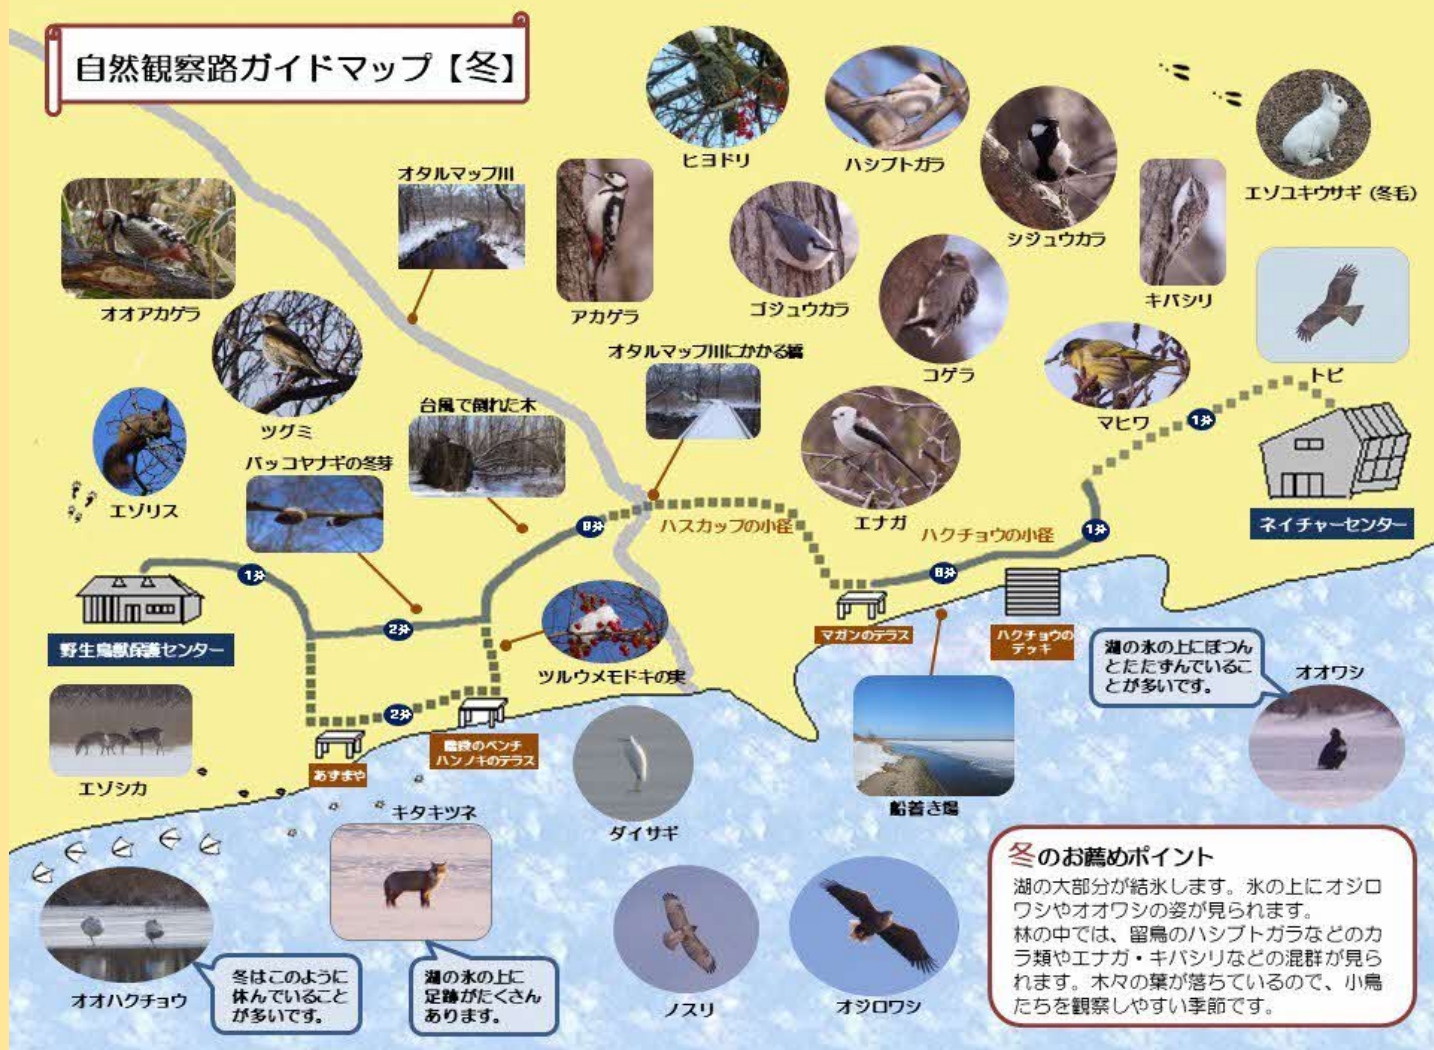 自然観察路ガイドマップ【冬】
ヒヨドリ
ハシブトガラ
シジュウカラ
エゾユキウサギ（冬毛）
オタルマップ川
オオアカゲラ
アカゲラ
ゴジュウカラ
キバシリ
オタルマップ川にかかる橋
コゲラ
トビ
ツグミ
台風で倒れた木
マヒワ
1分
バッコヤナギの冬芽
エゾリス
エナガ
8分
ハスカップの小径
ハクチョウの小径
1分
ネイチャーセンター
1分
8分
2分
野生鳥獣保護センター
マガンのテラス
ハクチョウの
デッキ
ツルウメモドキの実
湖の氷の上にぽつん
とたたずんでいるこ
とが多いです。
オオワシ
2分
階段のベンチ
ハンノキのテラス
あずまや
エゾシカ
キタキツネ
ダイサギ
船着き場
冬のお薦めポイント
湖の大部分が結氷します。氷の上にオジロ
ワシやオオワシの姿が見られます。
林の中では、留鳥のハシブトガラなどのカ
ラ類やエナガ・キバシリなどの混群が見ら
れます。木々の葉が落ちているので、小鳥
たちを観察しやすい季節です。
オオハクチョウ
冬はこのように
休んでいること
が多いです。
湖の氷の上に
足跡がたくさん
あります。
ノスリ
オジロワシ